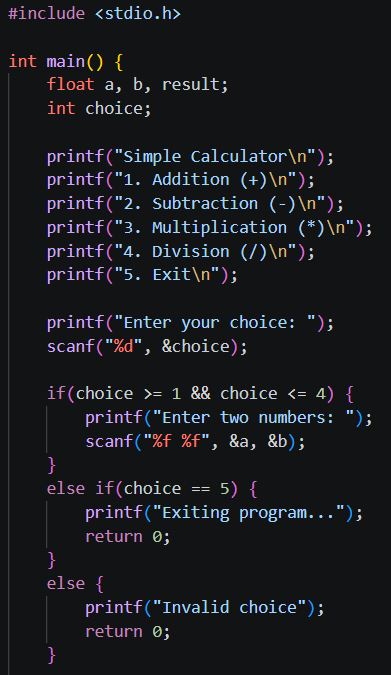 #include <stdio.h>
int main() {
float a, b, result;
int choice;
printf("Simple Calculator\n");
printf("1. Addition (+)\n");
printf("2. Subtraction (-)\n");
printf("3. Multiplication (*)\n");
printf("4. Division (/)\n");
printf("5. Exit\n");
printf("Enter your choice: ");
scanf("%d", &choice);
if(choice >= 1 && choice <= 4) {
printf("Enter two numbers: ");
scanf("%f %f", &a, &b);
}
else if(choice == 5) {
printf("Exiting program...");
return 0;
}
else {
printf("Invalid choice");
return 0;
}